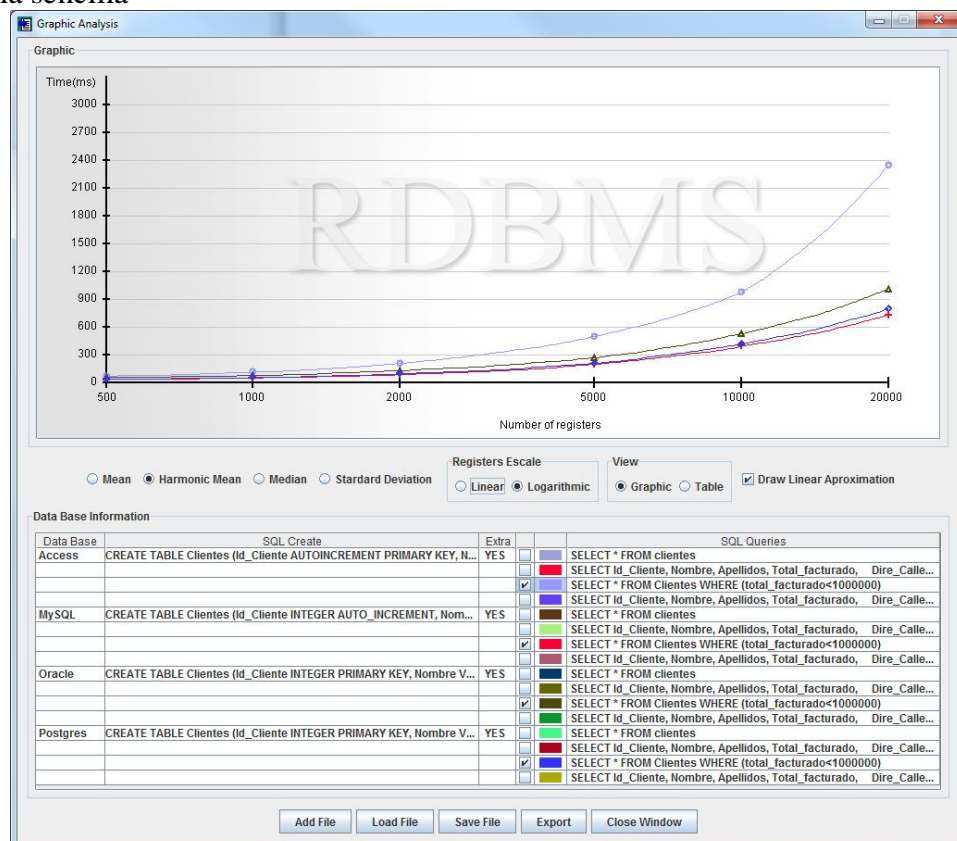 la schema
Graphic Analysis
Graphic
Time(ms)
3000
2700
2400
2100
1800
1500
1200
900
600
300
0
RDBMS
500 1000 2000 5000 10000 20000
Number of registers
Mean Harmonic Mean Median Stardard Deviation
Registers Escale
Linear Logarithmic
View
Graphic Table
Draw Linear Aproximation
Data Base Information
Data Base SQL Create Extra SQL Queries
Access CREATE TABLE Clientes (Id_Cliente AUTOINCREMENT PRIMARY KEY, N... YES SELECT * FROM clientes
SELECT Id_Cliente, Nombre, Apellidos, Total_facturado, Dire_Calle...
SELECT * FROM Clientes WHERE (total_facturado<1000000)
SELECT Id_Cliente, Nombre, Apellidos, Total_facturado, Dire_Calle...
MySQL CREATE TABLE Clientes (Id_Cliente INTEGER AUTO_INCREMENT, Nom... YES SELECT * FROM clientes
SELECT Id_Cliente, Nombre, Apellidos, Total_facturado, Dire_Calle...
SELECT * FROM Clientes WHERE (total_facturado<1000000)
SELECT Id_Cliente, Nombre, Apellidos, Total_facturado, Dire_Calle...
Oracle CREATE TABLE Clientes (Id_Cliente INTEGER PRIMARY KEY, Nombre V... YES SELECT * FROM clientes
SELECT Id_Cliente, Nombre, Apellidos, Total_facturado, Dire_Calle...
SELECT * FROM Clientes WHERE (total_facturado<1000000)
SELECT Id_Cliente, Nombre, Apellidos, Total_facturado, Dire_Calle...
Postgres CREATE TABLE Clientes (Id_Cliente INTEGER PRIMARY KEY, Nombre V... YES SELECT * FROM clientes
SELECT Id_Cliente, Nombre, Apellidos, Total_facturado, Dire_Calle...
SELECT * FROM Clientes WHERE (total_facturado<1000000)
SELECT Id_Cliente, Nombre, Apellidos, Total_facturado, Dire_Calle...
Add File Load File Save File Export Close Window